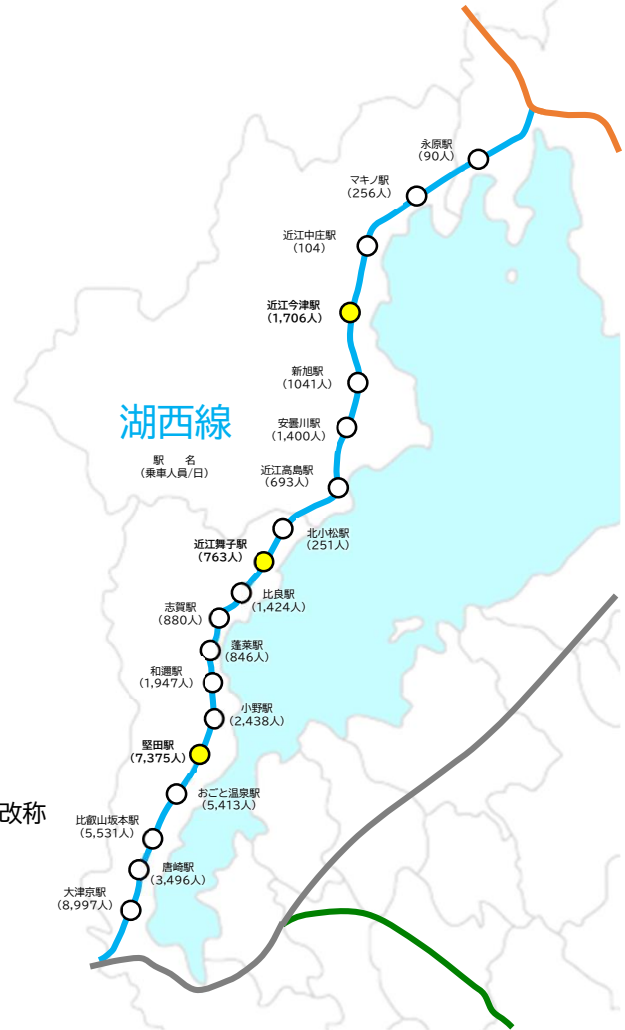 永原駅
(90人)
マキノ駅
(256人)
近江中庄駅
(104)
近江今津駅
(1,706人)
新旭駅
(1041人)
湖西線
駅 名
(乗車人員/日)
安曇川駅
(1,400人)
近江高島駅
(693人)
北小松駅
(251人)
近江舞子駅
(763人)
比良駅
(1,424人)
志賀駅
(880人)
蓬莱駅
(846人)
和邇駅
(1,947人)
小野駅
(2,438人)
堅田駅
(7,375人)
おごと温泉駅
(5,413人)
改称
比叡山坂本駅
(5,531人)
唐崎駅
(3,496人)
大津京駅
(8,997人)